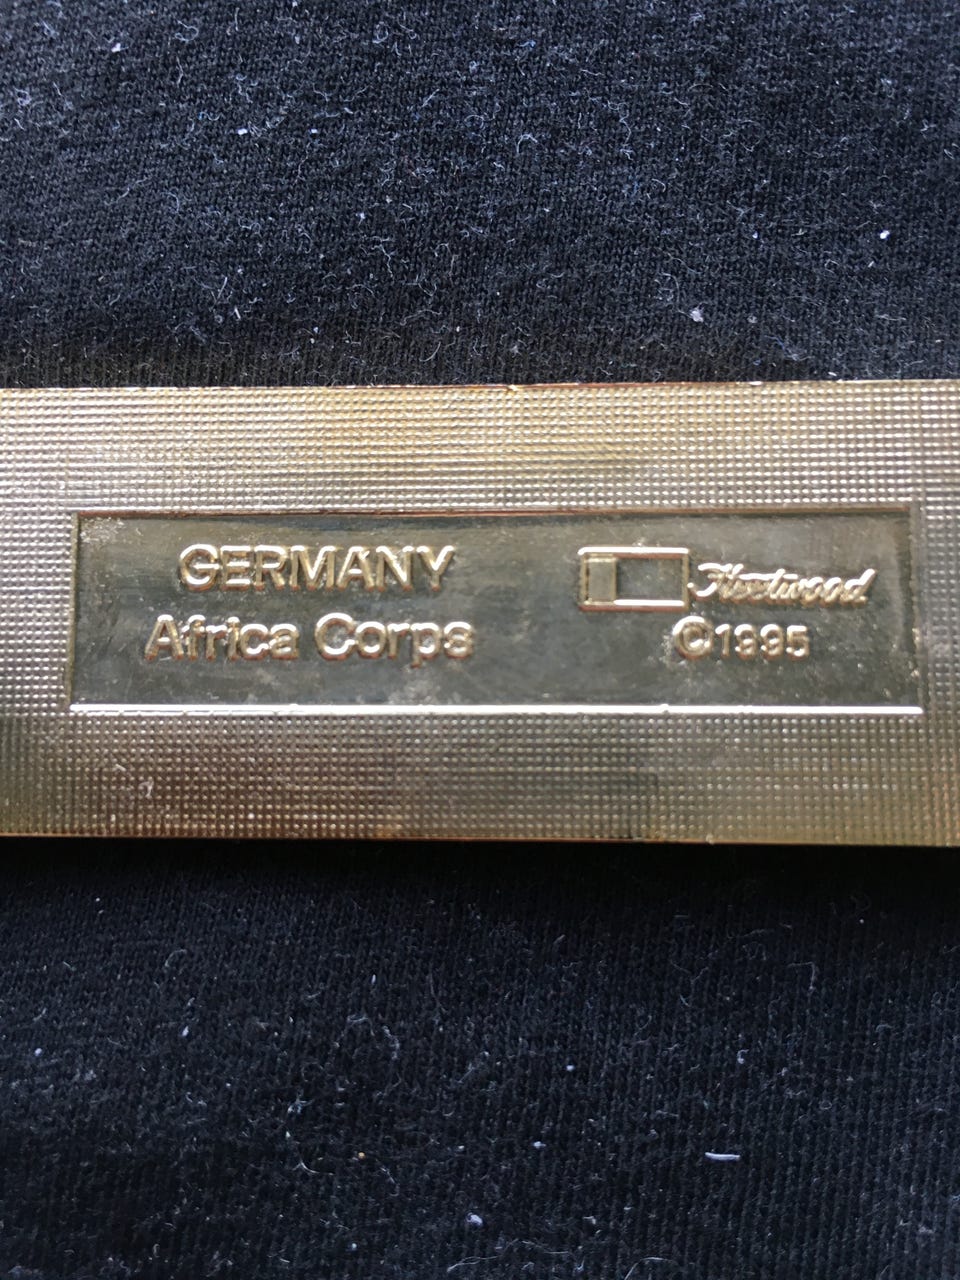 GERMANY
Africa Corps
Fleetwood
©1995